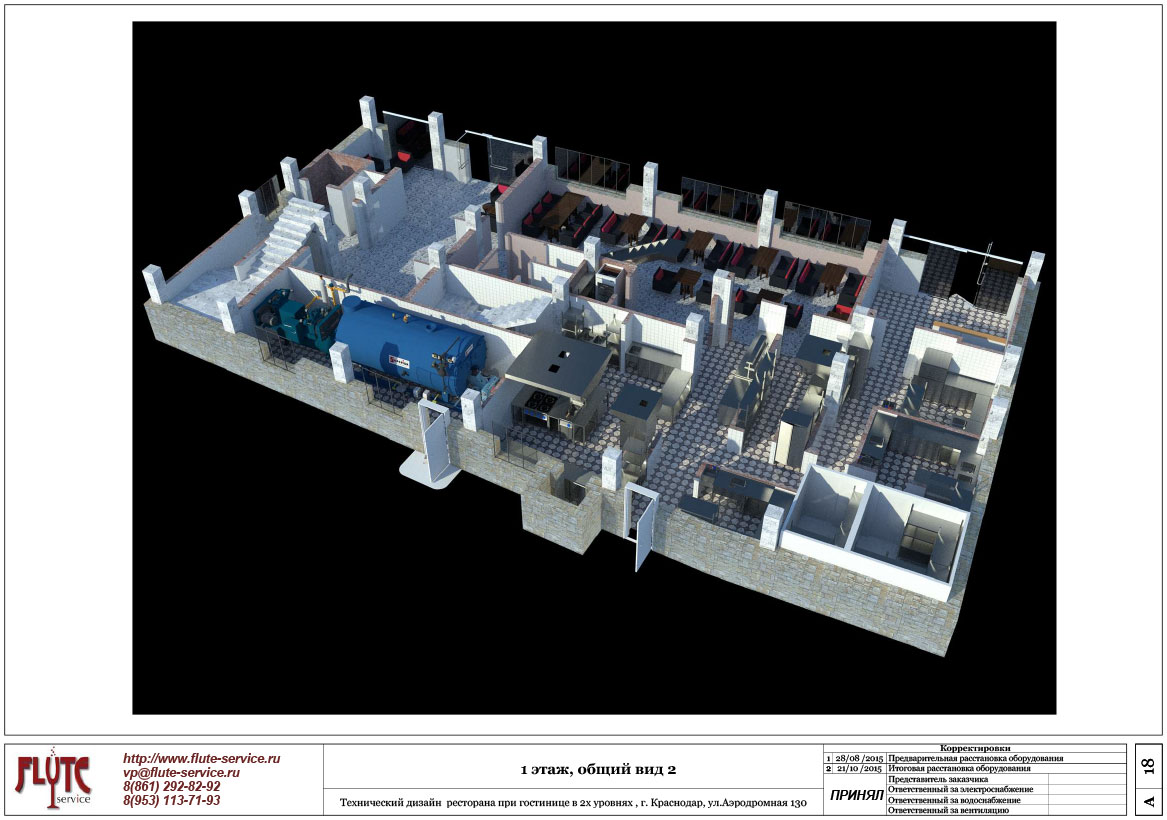 FLUTE
service
http://www.flute-service.ru
vp@flute-service.ru
8(861) 292-82-92
8(953) 113-71-93
1 этаж, общий вид 2
Технический дизайн ресторана при гостинице в 2х уровнях , г. Краснодар, ул.Аэродромная 130
Корректировки
1 28/08 /2015 Предварительная расстановка оборудования
2 21/10 /2015 Итоговая расстановка оборудования
ПРИНЯЛ
Представитель заказчика
Ответственный за электроснабжение
Ответственный за водоснабжение
Ответственный за вентиляцию
18
А